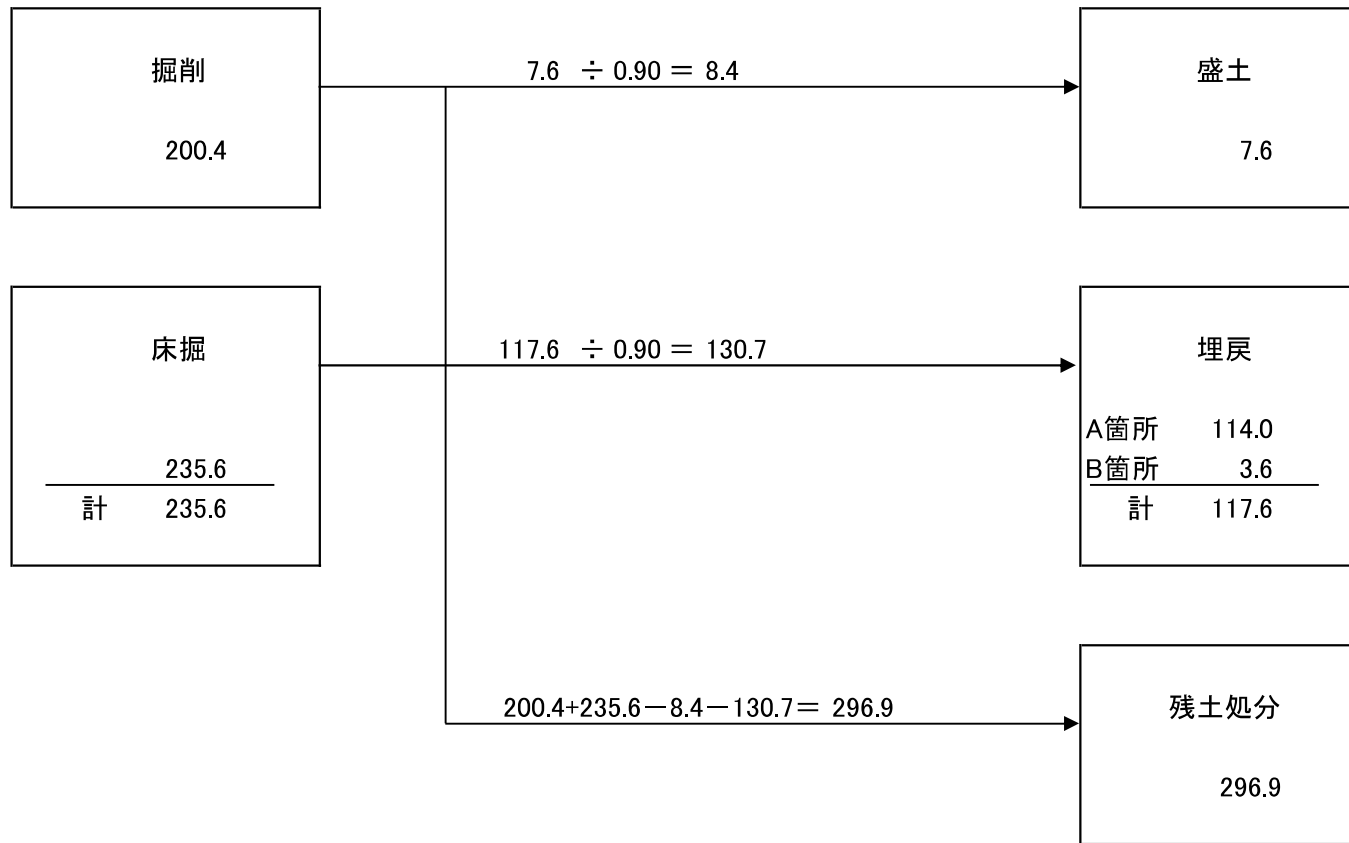 掘削
200.4
7.6 ÷ 0.90 = 8.4
盛土
7.6
床掘
235.6
計 235.6
117.6 ÷ 0.90 = 130.7
埋戻
A箇所 114.0
B箇所 3.6
計 117.6
200.4+235.6－8.4－130.7= 296.9
残土処分
296.9